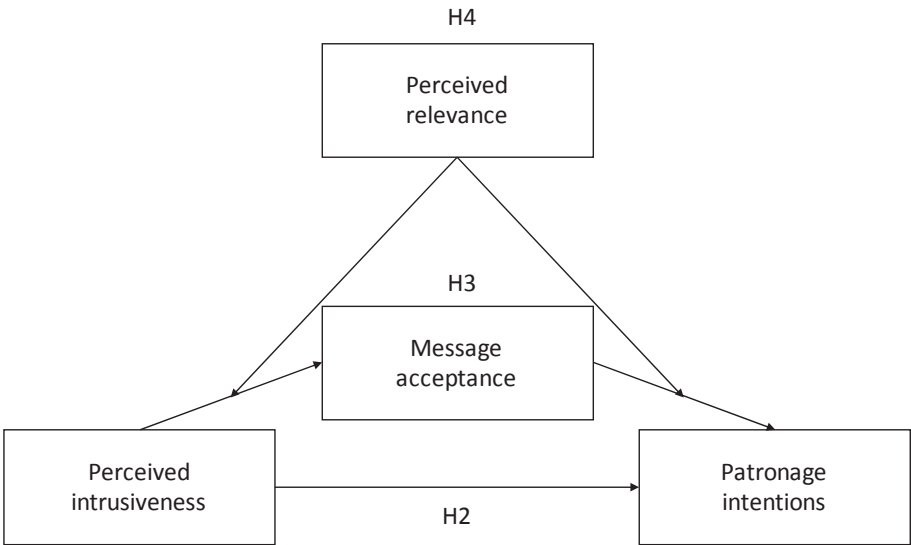 H4
Perceived
relevance
H3
Message
acceptance
Perceived
intrusiveness
H2
Patronage
intentions